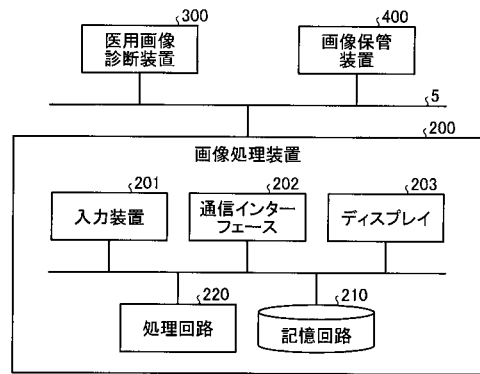 300
400
医用画像
診断装置
画像保管
装置
5
200
画像処理装置
201
202
203
入力装置
通信インター
フェース
ディスプレイ
220
210
処理回路
記憶回路